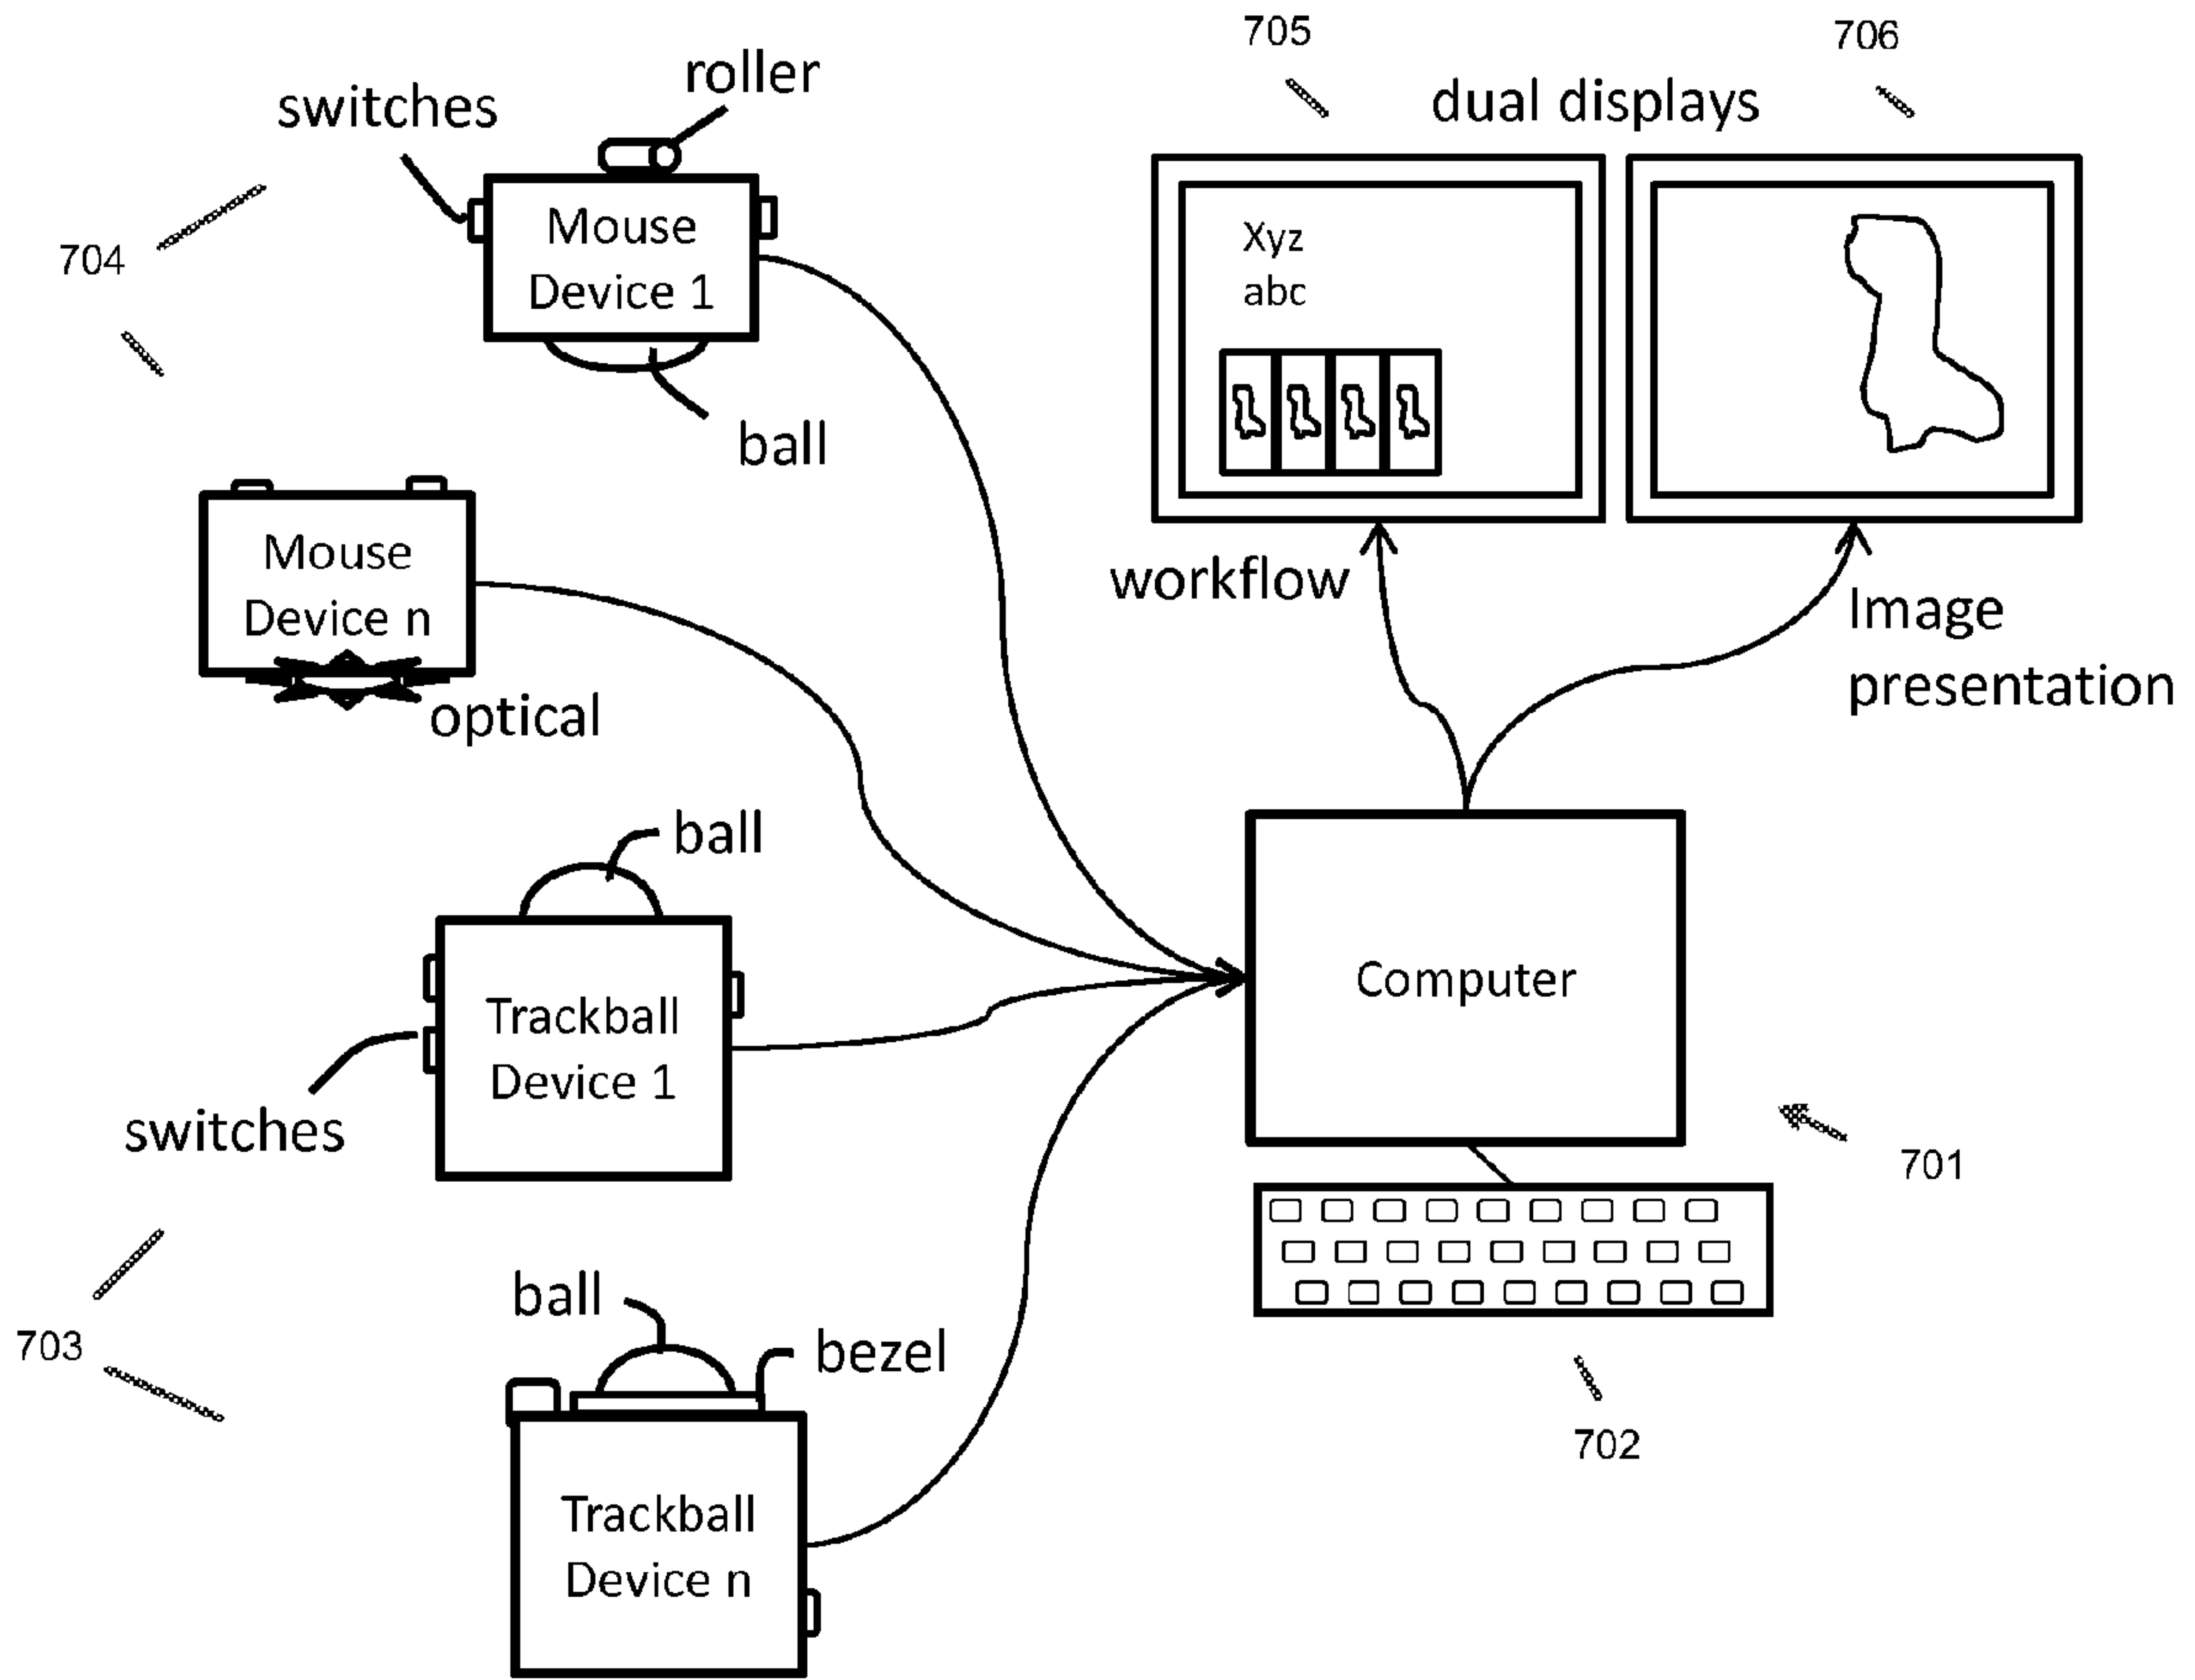 705
706
dual displays
roller
switches
Mouse
Device 1
704
Xyz
abc
ball
Mouse
Device n
optical
workflow
Image
presentation
ball
Trackball
Device 1
switches
Computer
701
ball
bezel
703
702
Trackball
Device n